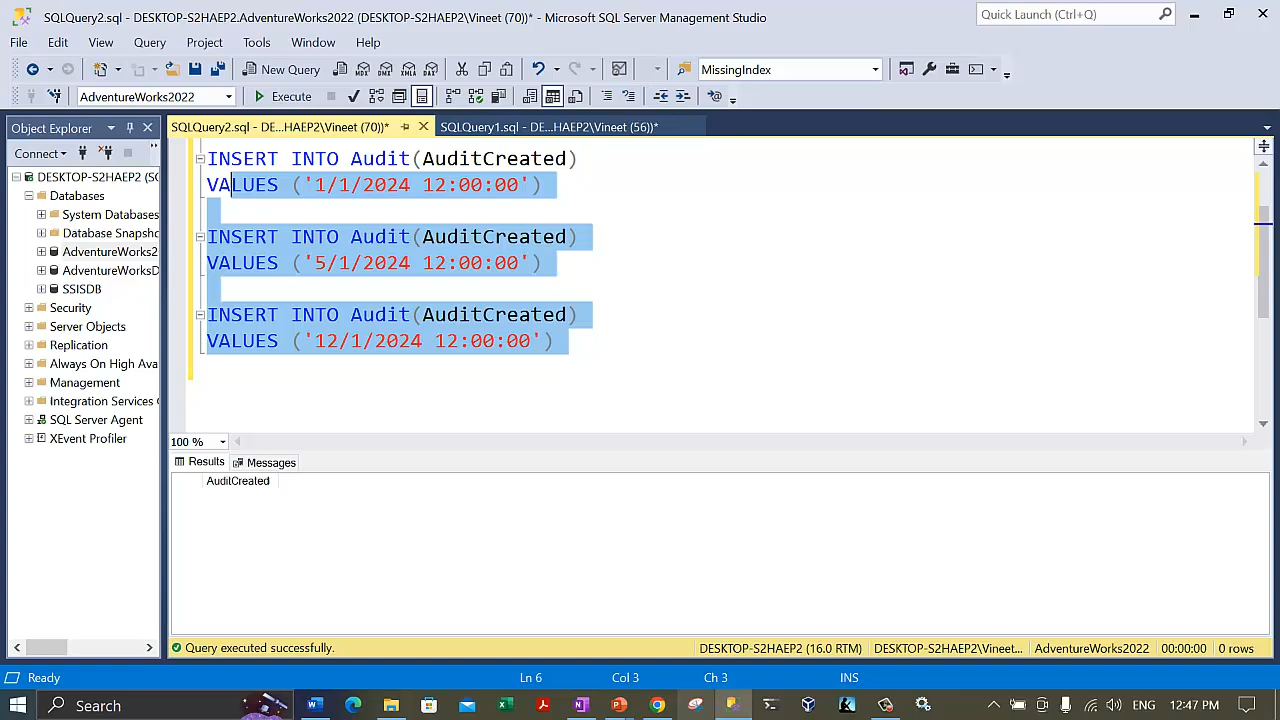 SQLQuery2.sql - DESKTOP-S2HAEP2.AdventureWorks2022 (DESKTOP-S2HAEP2\Vineet (70))* - Microsoft SQL Server Management Studio
Quick Launch (Ctrl+Q)
File Edit View Query Project Tools Window Help
New Query MDX DMX XMLA DAX MissingIndex
AdventureWorks2022 Execute
Object Explorer
SQLQuery2.sql - DE...HAEP2\Vineet (70))* SQLQuery1.sql - DE...HAEP2\Vineet (56))*
Connect
DESKTOP-S2HAEP2 (SC
Databases
System Databases
Database Snapsho
AdventureWorks2
AdventureWorksD
SSISDB
Security
Server Objects
Replication
Always On High Ava
Management
Integration Services
SQL Server Agent
XEvent Profiler
INSERT INTO Audit(AuditCreated)
VALUES ('1/1/2024 12:00:00')
INSERT INTO Audit(AuditCreated)
VALUES ('5/1/2024 12:00:00')
INSERT INTO Audit(AuditCreated)
VALUES ('12/1/2024 12:00:00')
100 %
Results Messages
AuditCreated
Query executed successfully. DESKTOP-S2HAEP2 (16.0 RTM) DESKTOP-S2HAEP2\Vineet... AdventureWorks2022 00:00:00 0 rows
Ready Ln 6 Col 3 Ch 3 INS
Search
ENG 12:47 PM